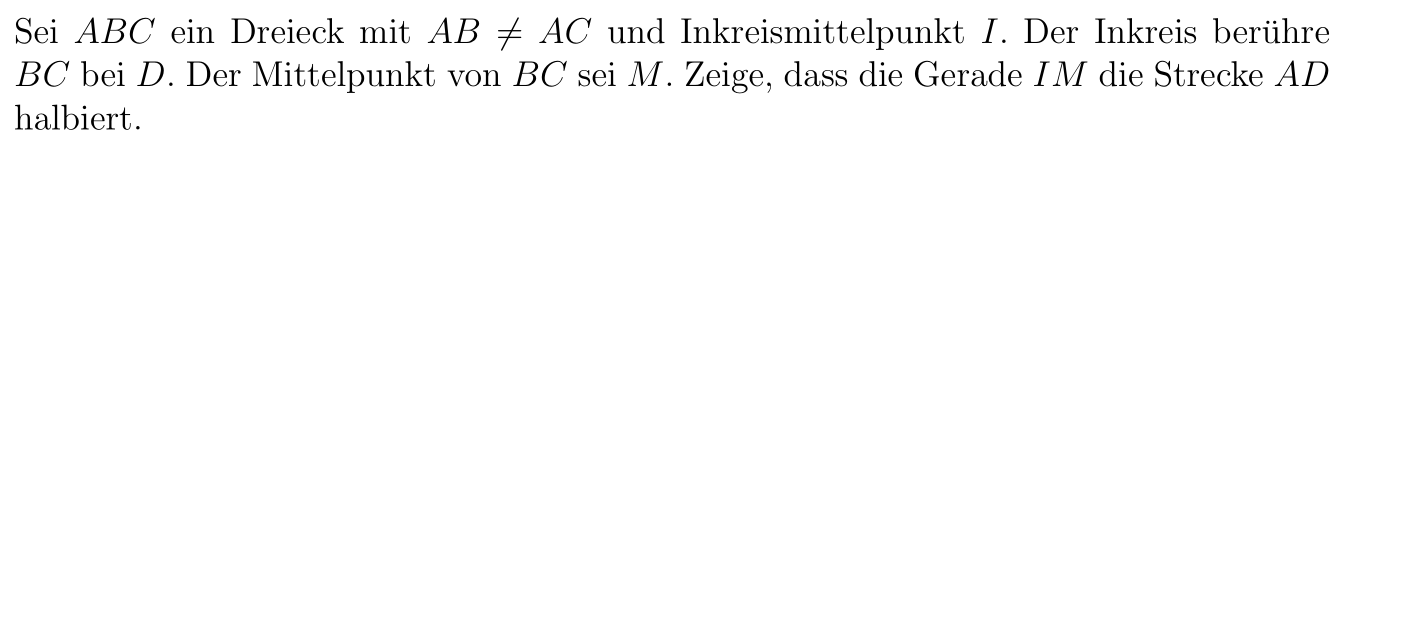 Sei ABC ein Dreieck mit AB ≠ AC und Inkreismittelpunkt I. Der Inkreis berühre
BC bei D. Der Mittelpunkt von BC sei M. Zeige, dass die Gerade IM die Strecke AD
halbiert.